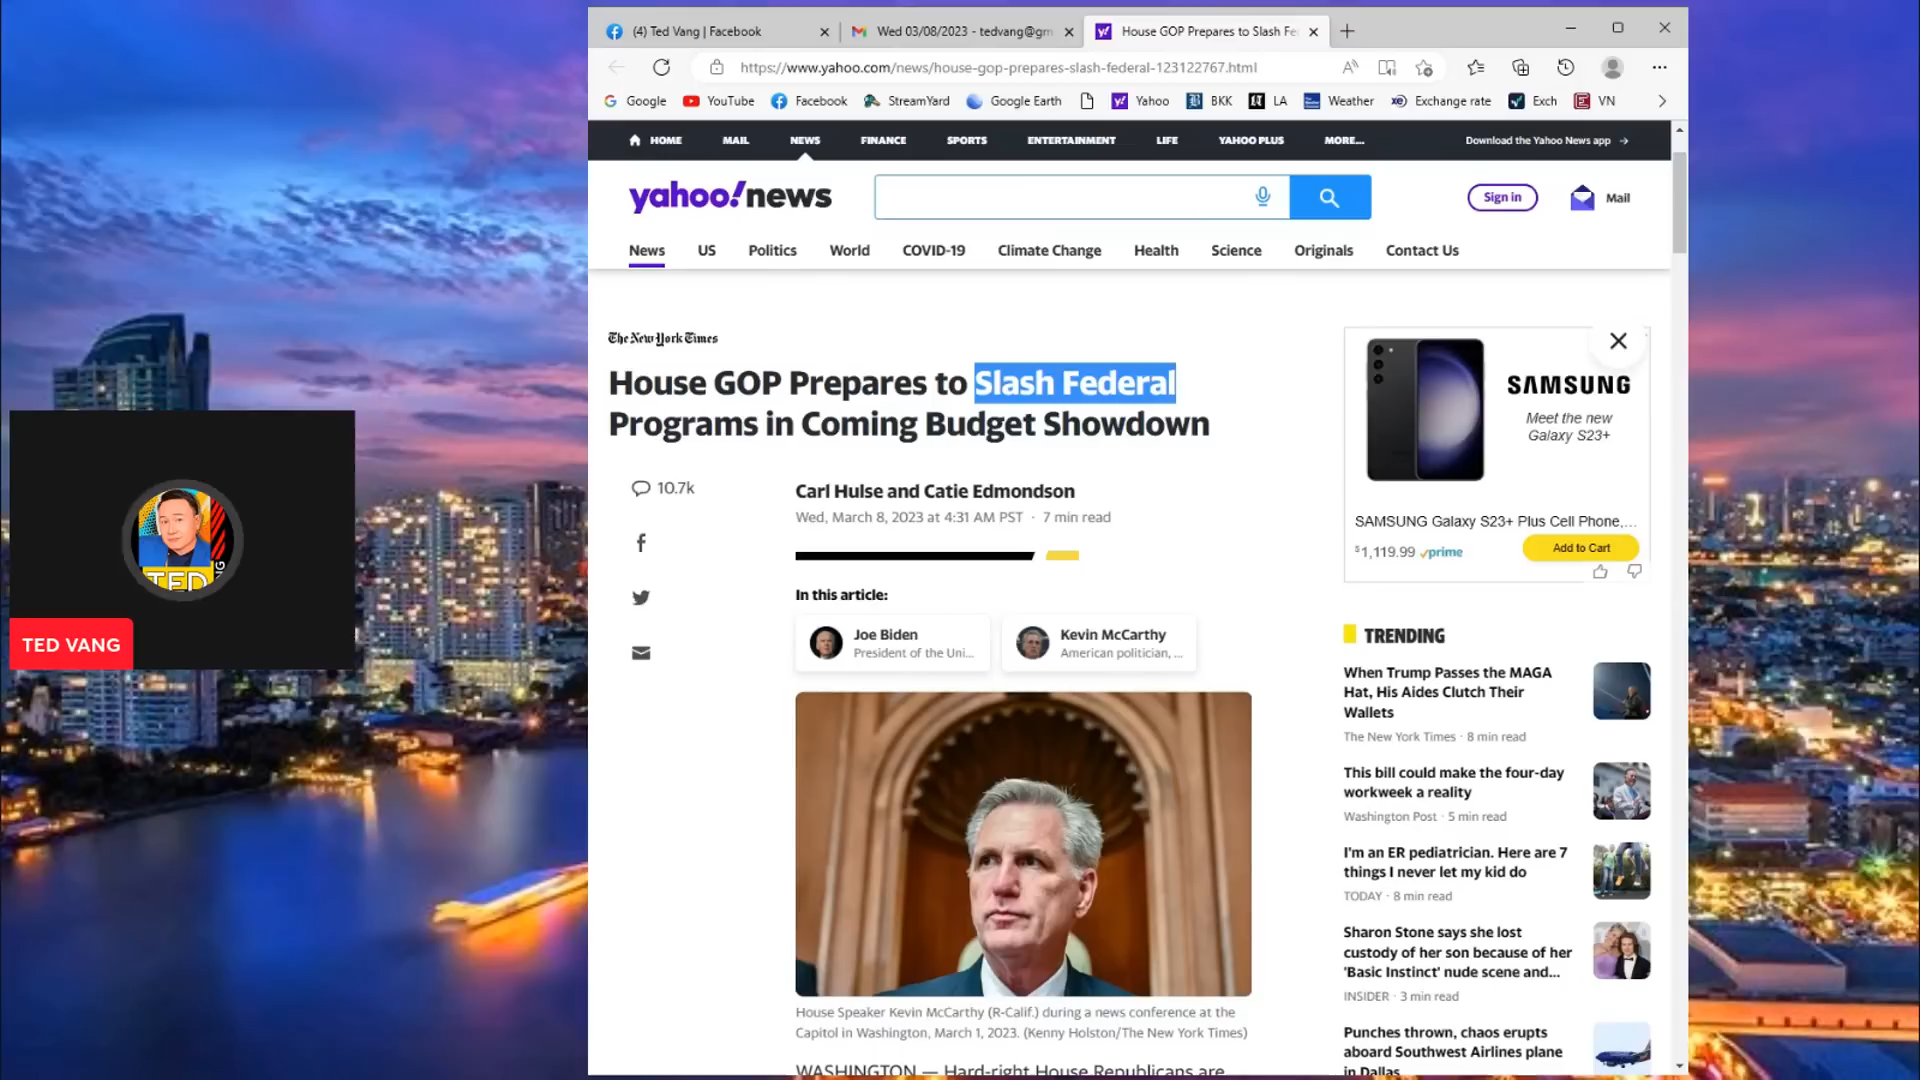 (4) Ted Vang | Facebook
Wed 03/08/2023 - tedvang@gm
House GOP Prepares to Slash Fe
https://www.yahoo.com/news/house-gop-prepares-slash-federal-123122767.html
Google YouTube Facebook StreamYard Google Earth Yahoo BKK LA Weather Exchange rate Exch VN
HOME MAIL NEWS FINANCE SPORTS ENTERTAINMENT LIFE YAHOO PLUS MORE... Download the Yahoo News app →
yahoo!news
Sign in
Mail
News US Politics World COVID-19 Climate Change Health Science Originals Contact Us
The New York Times
House GOP Prepares to Slash Federal
Programs in Coming Budget Showdown
10.7k
Carl Hulse and Catie Edmondson
Wed, March 8, 2023 at 4:31 AM PST · 7 min read
In this article:
Joe Biden
President of the Uni...
Kevin McCarthy
American politician, ...
House Speaker Kevin McCarthy (R-Calif.) during a news conference at the
Capitol in Washington, March 1, 2023. (Kenny Holston/The New York Times)
WASHINGTON — Hard-right House Republicans are
SAMSUNG
Meet the new
Galaxy S23+
SAMSUNG Galaxy S23+ Plus Cell Phone,...
$1,119.99 prime
Add to Cart
TRENDING
When Trump Passes the MAGA
Hat, His Aides Clutch Their
Wallets
The New York Times · 8 min read
This bill could make the four-day
workweek a reality
Washington Post · 5 min read
I'm an ER pediatrician. Here are 7
things I never let my kid do
TODAY · 8 min read
Sharon Stone says she lost
custody of her son because of her
'Basic Instinct' nude scene and...
INSIDER · 3 min read
Punches thrown, chaos erupts
aboard Southwest Airlines plane
in Dallas
TED
TED VANG